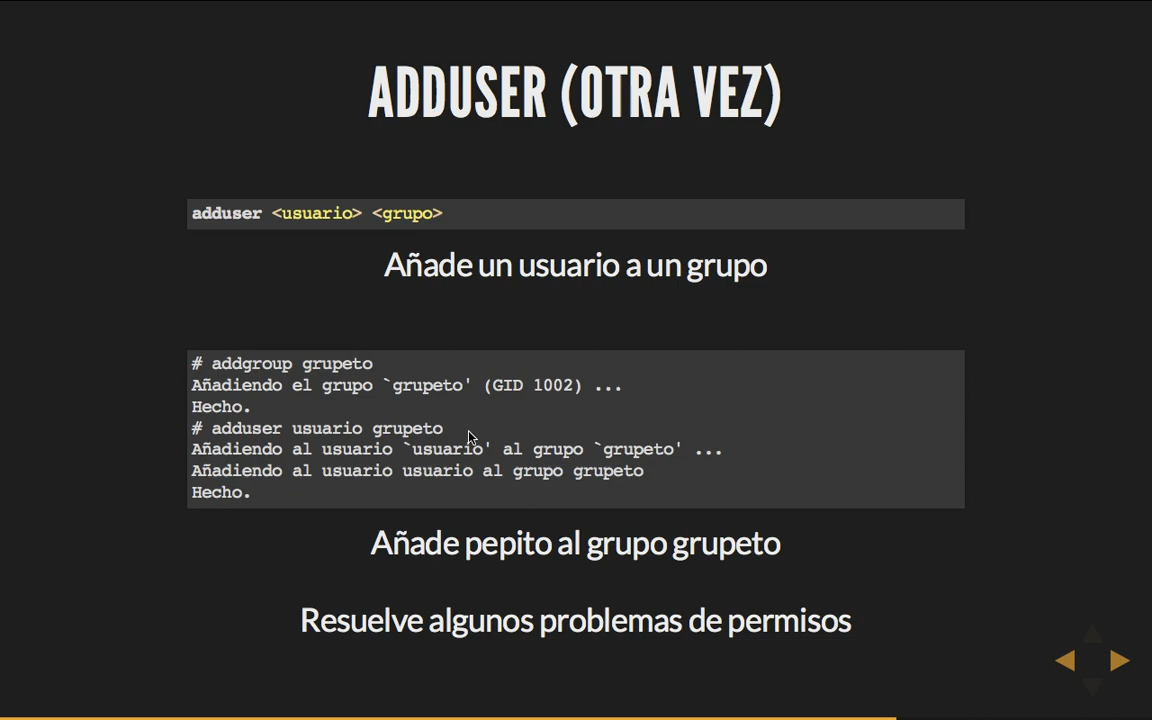 ADDUSER (OTRA VEZ)
adduser <usuario> <grupo>
Añade un usuario a un grupo
# addgroup grupeto
Añadiendo el grupo `grupeto' (GID 1002) ...
Hecho.
# adduser usuario grupeto
Añadiendo al usuario `usuario' al grupo `grupeto' ...
Añadiendo al usuario usuario al grupo grupeto
Hecho.
Añade pepito al grupo grupeto
Resuelve algunos problemas de permisos